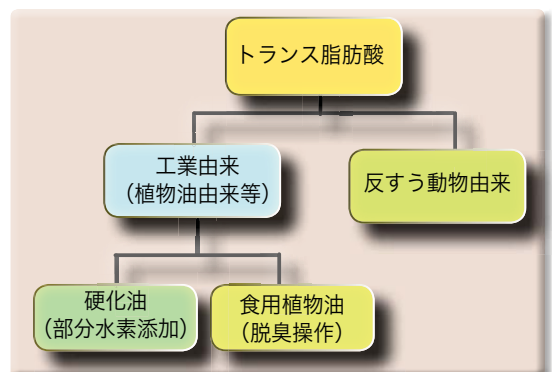 トランス脂肪酸
工業由来
（植物油由来等）
反すう動物由来
硬化油
（部分水素添加）
食用植物油
（脱臭操作）